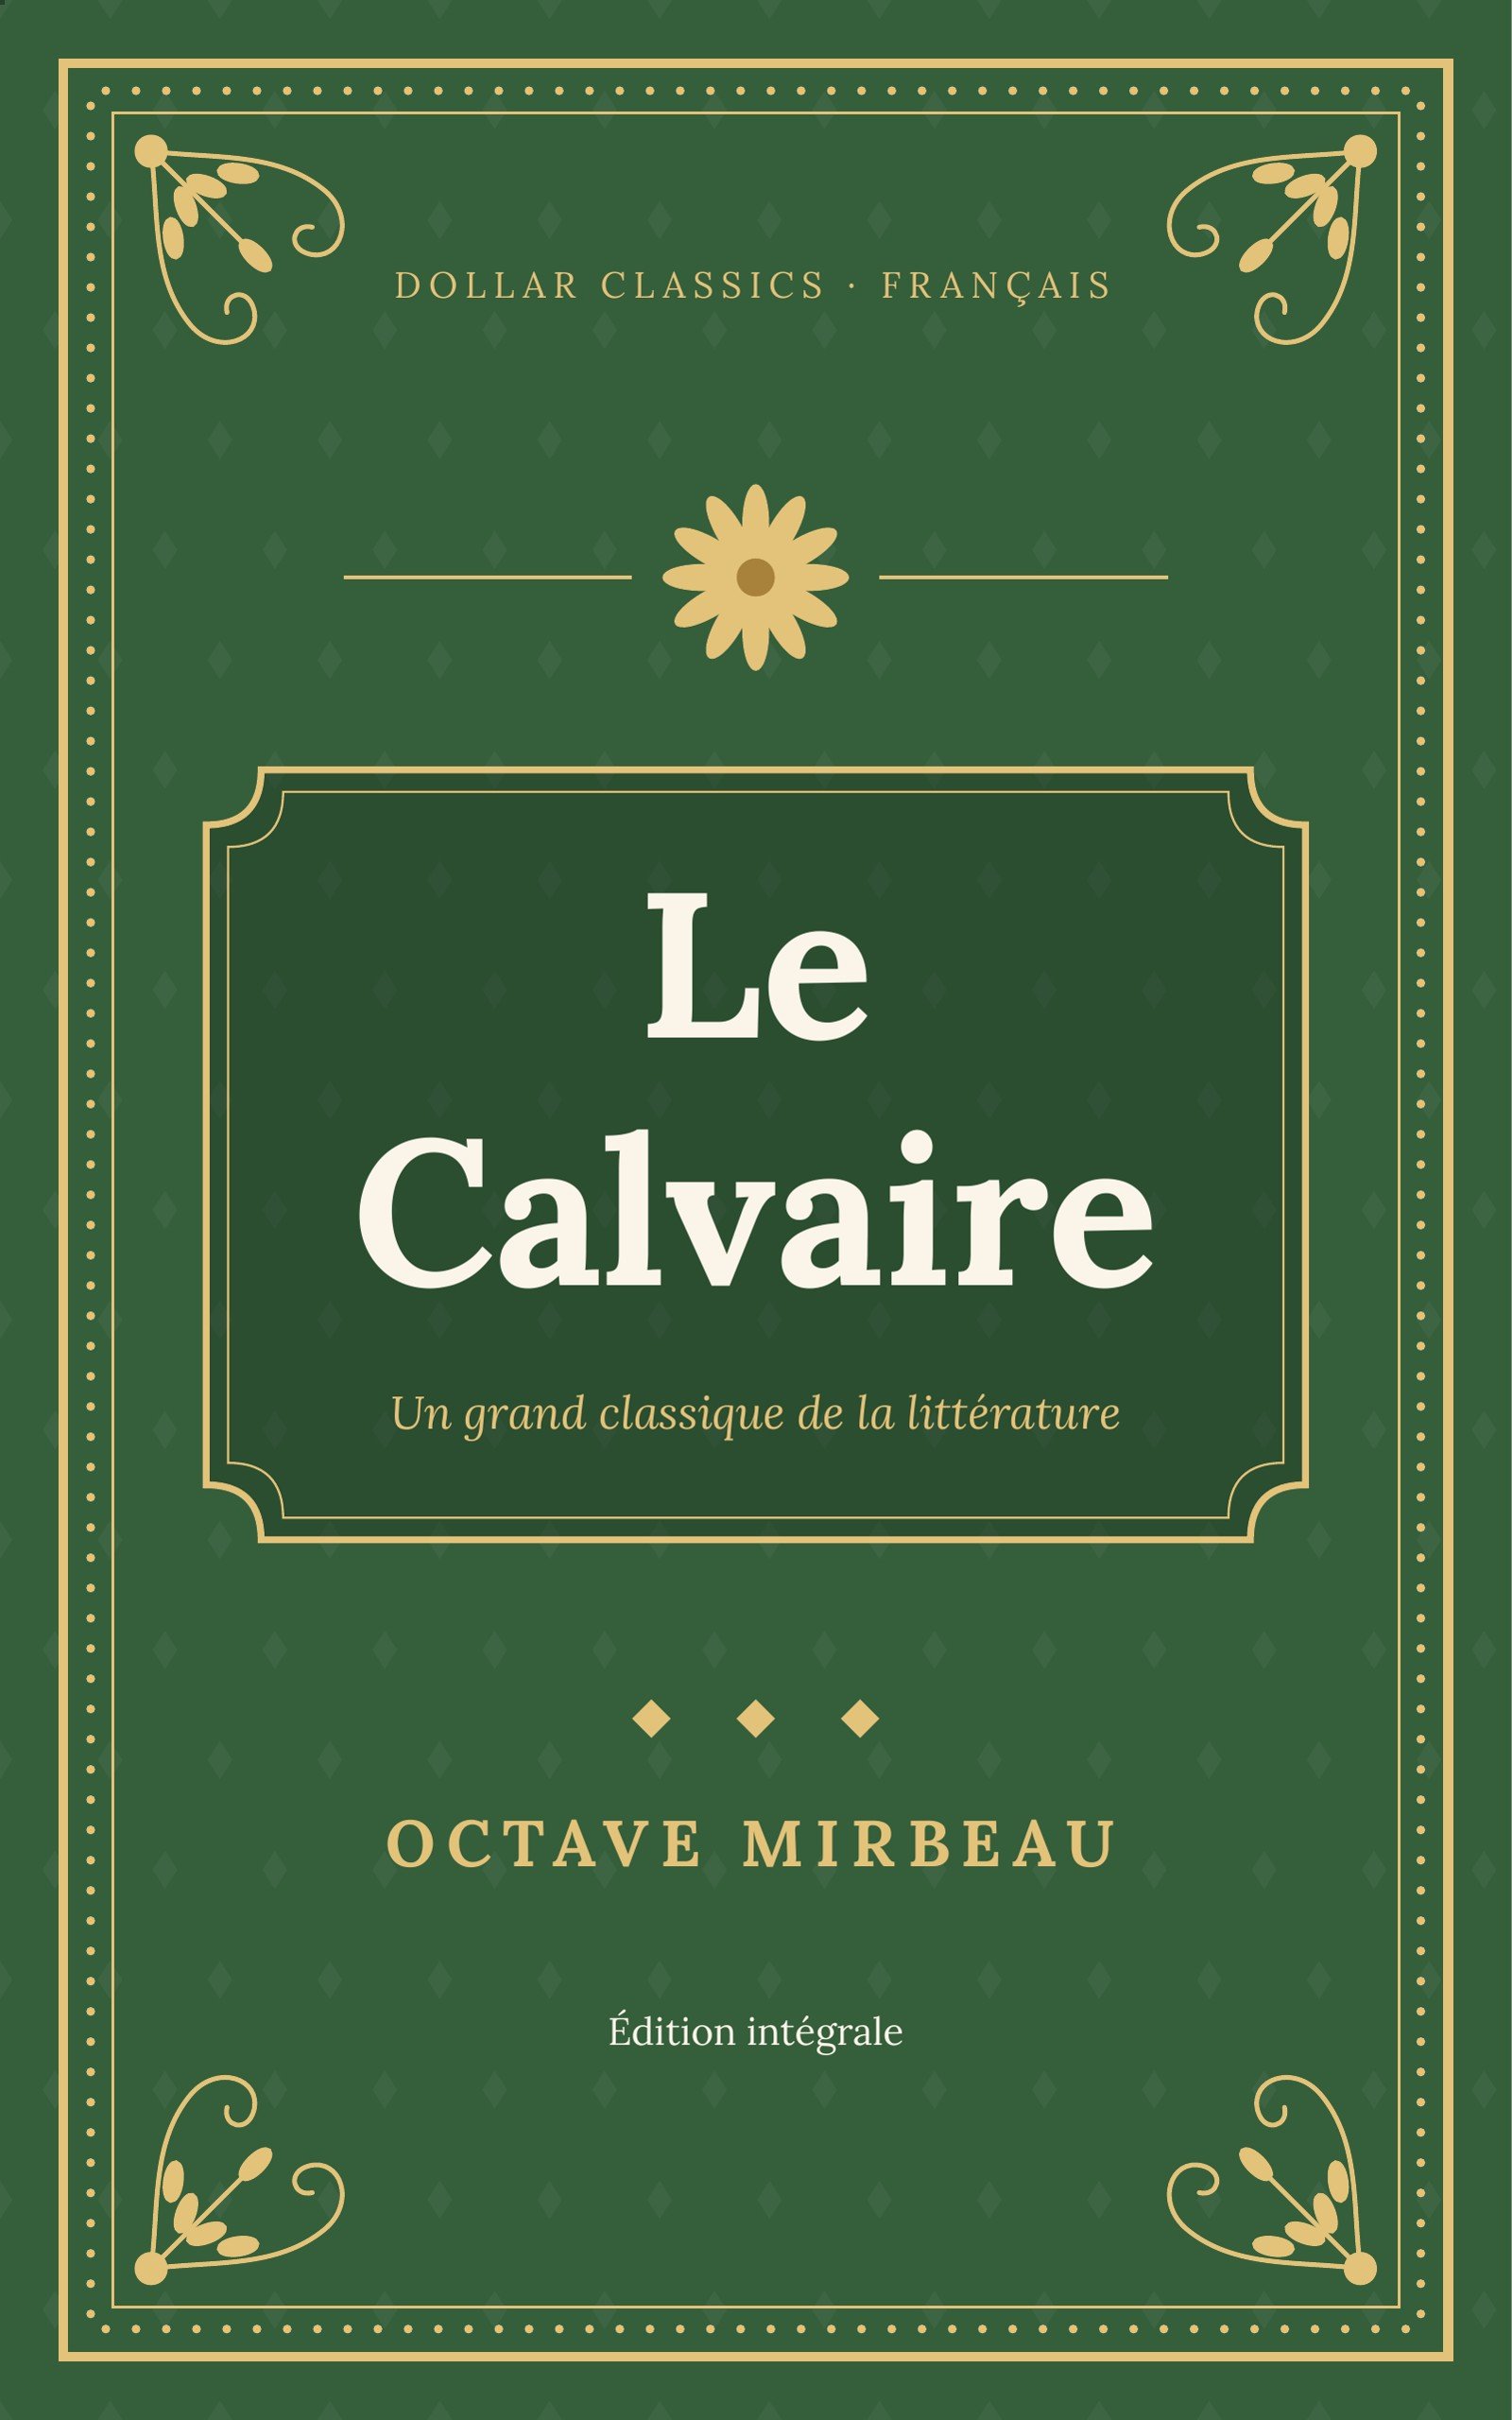 DOLLAR CLASSICS · FRANÇAIS
Le
Calvaire
Un grand classique de la littérature
OCTAVE MIRBEAU
Édition intégrale